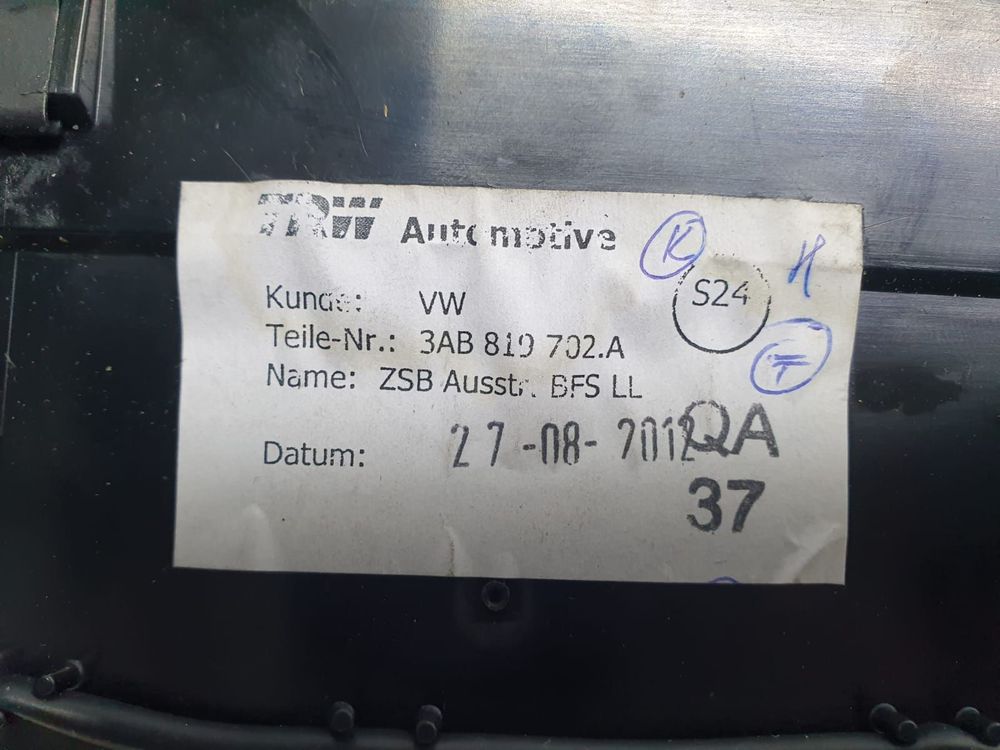 TRW Automotive
K
H
S24
Kunde: VW
Teile-Nr.: 3AB 819 702.A
T
Name: ZSB Ausstr. BFS LL
Datum: 27-08-2012
QA
37